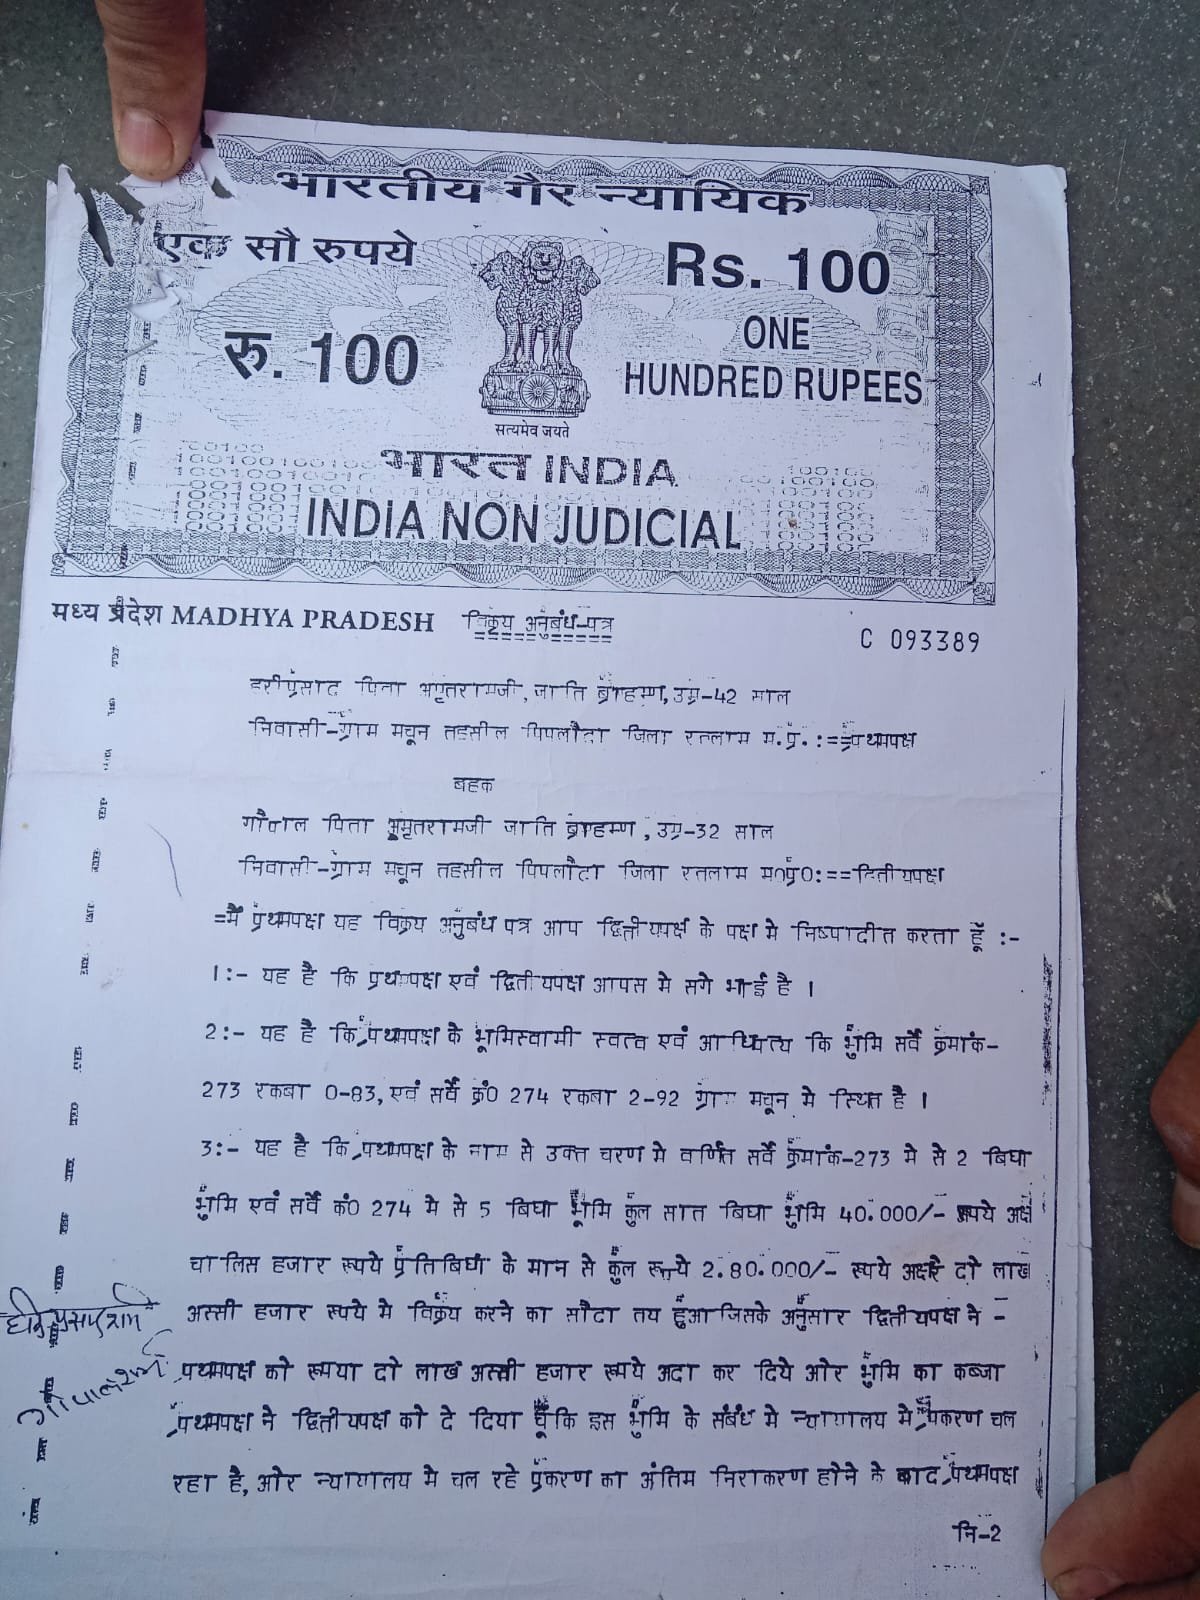 भारतीय गैर न्यायिक
एक सौ रुपये
Rs. 100
रु. 100
ONE
HUNDRED RUPEES
सत्यमेव जयते
भारत INDIA
INDIA NON JUDICIAL
मध्य प्रदेश MADHYA PRADESH
विक्रय अनुबंध-पत्र
C 093389
हरीप्रसाद पिता अमृतरामजी, जाति ब्राहम्ण, उम्र-42 साल
निवासी-ग्राम मचून तहसील पिपलौदा जिला रतलाम म.प्र.:==प्रथमपक्ष
बहक
गोपाल पिता अमृतरामजी जाति ब्राहम्ण, उम्र-32 साल
निवासी-ग्राम मचून तहसील पिपलौदा जिला रतलाम म0प्र0:==द्वितीयपक्ष
=मैं प्रथमपक्ष यह विक्रय अनुबंध पत्र आप द्वितीयपक्ष के पक्ष मे निष्पादीत करता हूँ :-
1:- यह है कि प्रथमपक्ष एवं द्वितीयपक्ष आपस मे सगे भाई है ।
2:- यह है कि प्रथमपक्ष के भूमिस्वामी स्वत्व एवं आधिपत्य कि भुमि सर्वे क्रमांक-
273 रकबा 0-83, एवं सर्वे क्रं0 274 रकबा 2-92 ग्राम मचून मे स्थित है ।
3:- यह है कि प्रथमपक्ष के नाम से उक्त चरण मे वर्णित सर्वे क्रमांक-273 मे से 2 बिघा
भुमि एवं सर्वे कं0 274 मे से 5 बिघा भूमि कुल सात बिघा भुमि 40.000/- रूपये अक्षरे
चालिस हजार रूपये प्रतिबिघा के मान से कुल रूपये 2.80.000/- रूपये अक्षरे दो लाख
अस्सी हजार रूपये मे विक्रय करने का सौदा तय हुआ जिसके अनुसार द्वितीयपक्ष ने -
प्रथमपक्ष को रूपया दो लाख अस्सी हजार रूपये अदा कर दिये ओर भुमि का कब्जा
प्रथमपक्ष ने द्वितीयपक्ष को दे दिया चूँकि इस भुमि के संबंध मे न्यायालय मे प्रकरण चल
रहा है, ओर न्यायालय मे चल रहे प्रकरण का अंतिम निराकरण होने के बाद प्रथमपक्ष
गोपाल शर्मा
नि-2